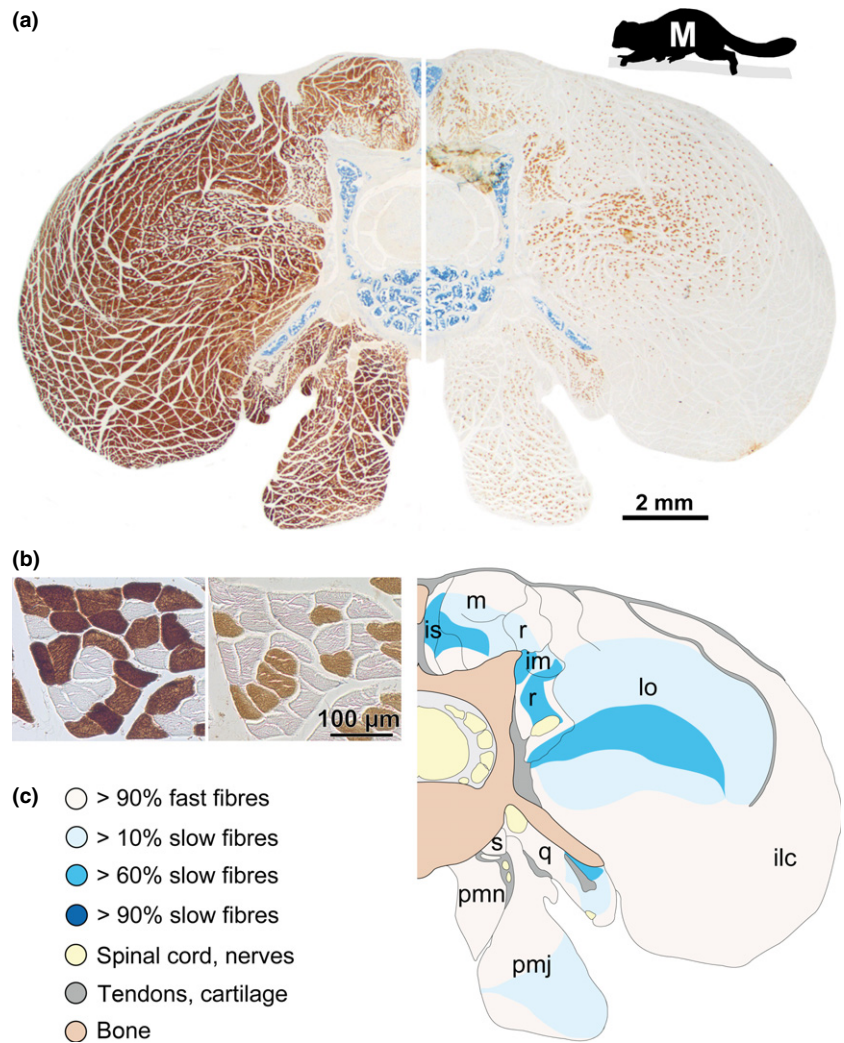 (a)
M
2 mm
(b)
100 µm
(c)
> 90% fast fibres
> 10% slow fibres
> 60% slow fibres
> 90% slow fibres
Spinal cord, nerves
Tendons, cartilage
Bone
m
is
r
im
r
lo
s
q
ilc
pmn
pmj